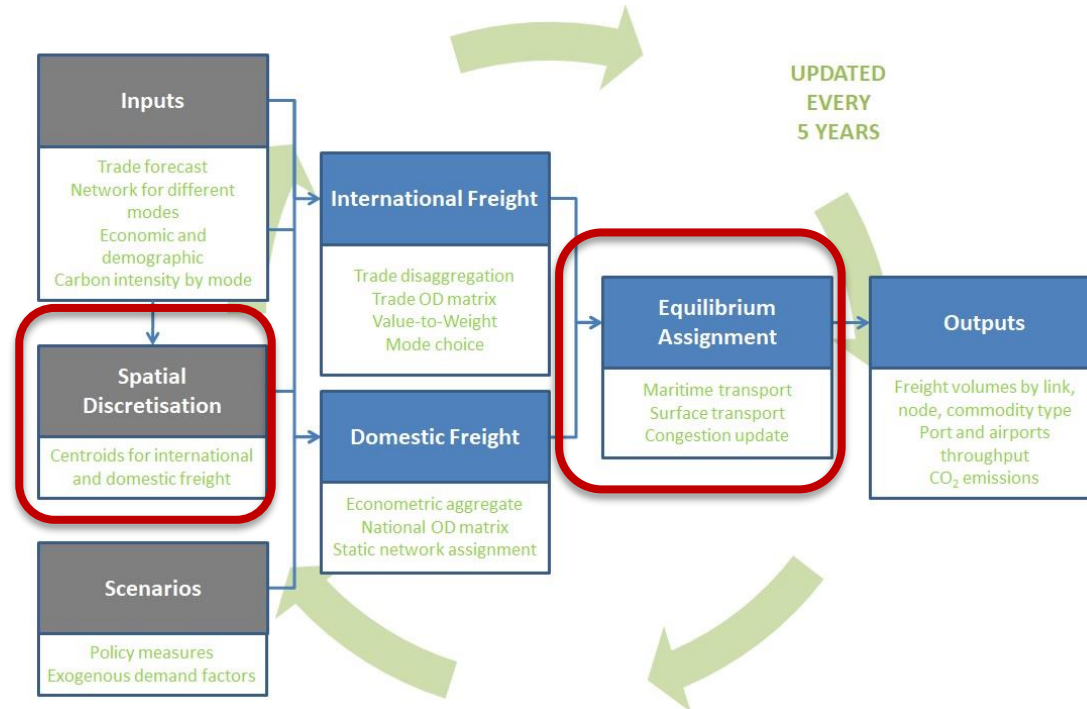 UPDATED
EVERY
5 YEARS
Inputs
Trade forecast
Network for different
modes
Economic and
demographic
Carbon intensity by mode
Spatial
Discretisation
Centroids for international
and domestic freight
Scenarios
Policy measures
Exogenous demand factors
International Freight
Trade disaggregation
Trade OD matrix
Value-to-Weight
Mode choice
Domestic Freight
Econometric aggregate
National OD matrix
Static network assignment
Equilibrium
Assignment
Maritime transport
Surface transport
Congestion update
Outputs
Freight volumes by link,
node, commodity type
Port and airports
throughput
CO₂ emissions